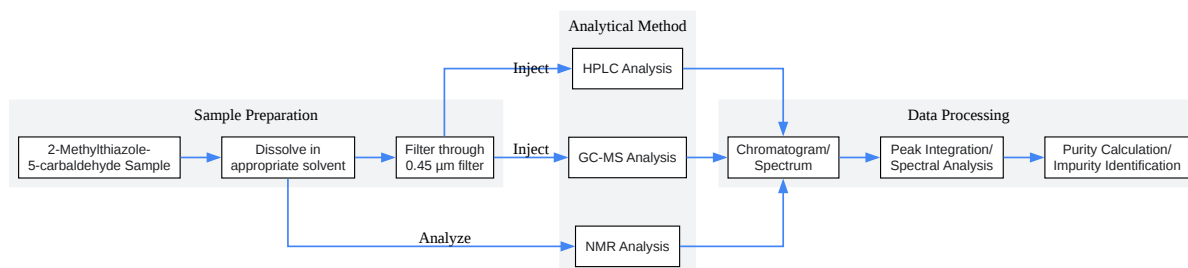 Analytical Method
Inject
HPLC Analysis
Sample Preparation
Data Processing
2-Methylthiazole-
5-carbaldehyde Sample
Dissolve in
appropriate solvent
Filter through
0.45 µm filter
Inject
GC-MS Analysis
Chromatogram/
Spectrum
Peak Integration/
Spectral Analysis
Purity Calculation/
Impurity Identification
Analyze
NMR Analysis